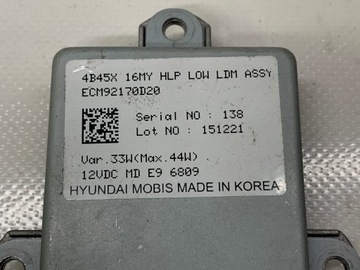 4B45X 16MY HLP LOW LDM ASSY
ECM92170D20
Serial NO : 138
Lot NO : 151221
Var.33W(Max.44W)
12VDC MD E9 6809
HYUNDAI MOBIS MADE IN KOREA